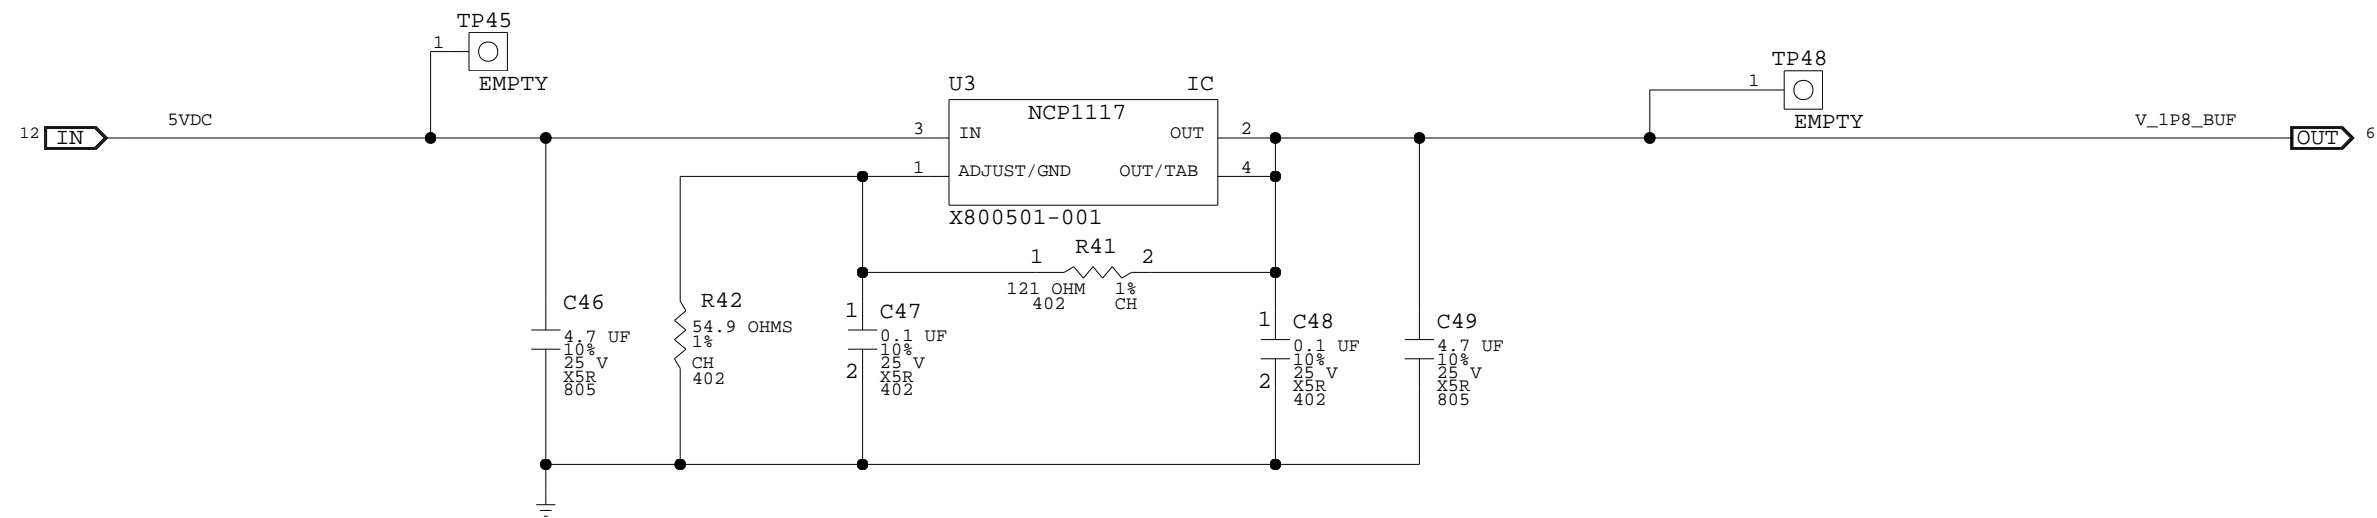 TP45
1
EMPTY
12 IN
5VDC
U3 IC
NCP1117
3 IN OUT 2
1 ADJUST/GND OUT/TAB 4
X800501-001
TP48
1
EMPTY
V_1P8_BUF
OUT 6
1 R41 2
121 OHM 1%
402 CH
C46
4.7 UF
10%
25 V
X5R
805
R42
54.9 OHMS
1%
CH
402
1 C47
0.1 UF
10%
25 V
2 X5R
402
1 C48
0.1 UF
10%
25 V
2 X5R
402
C49
4.7 UF
10%
25 V
X5R
805